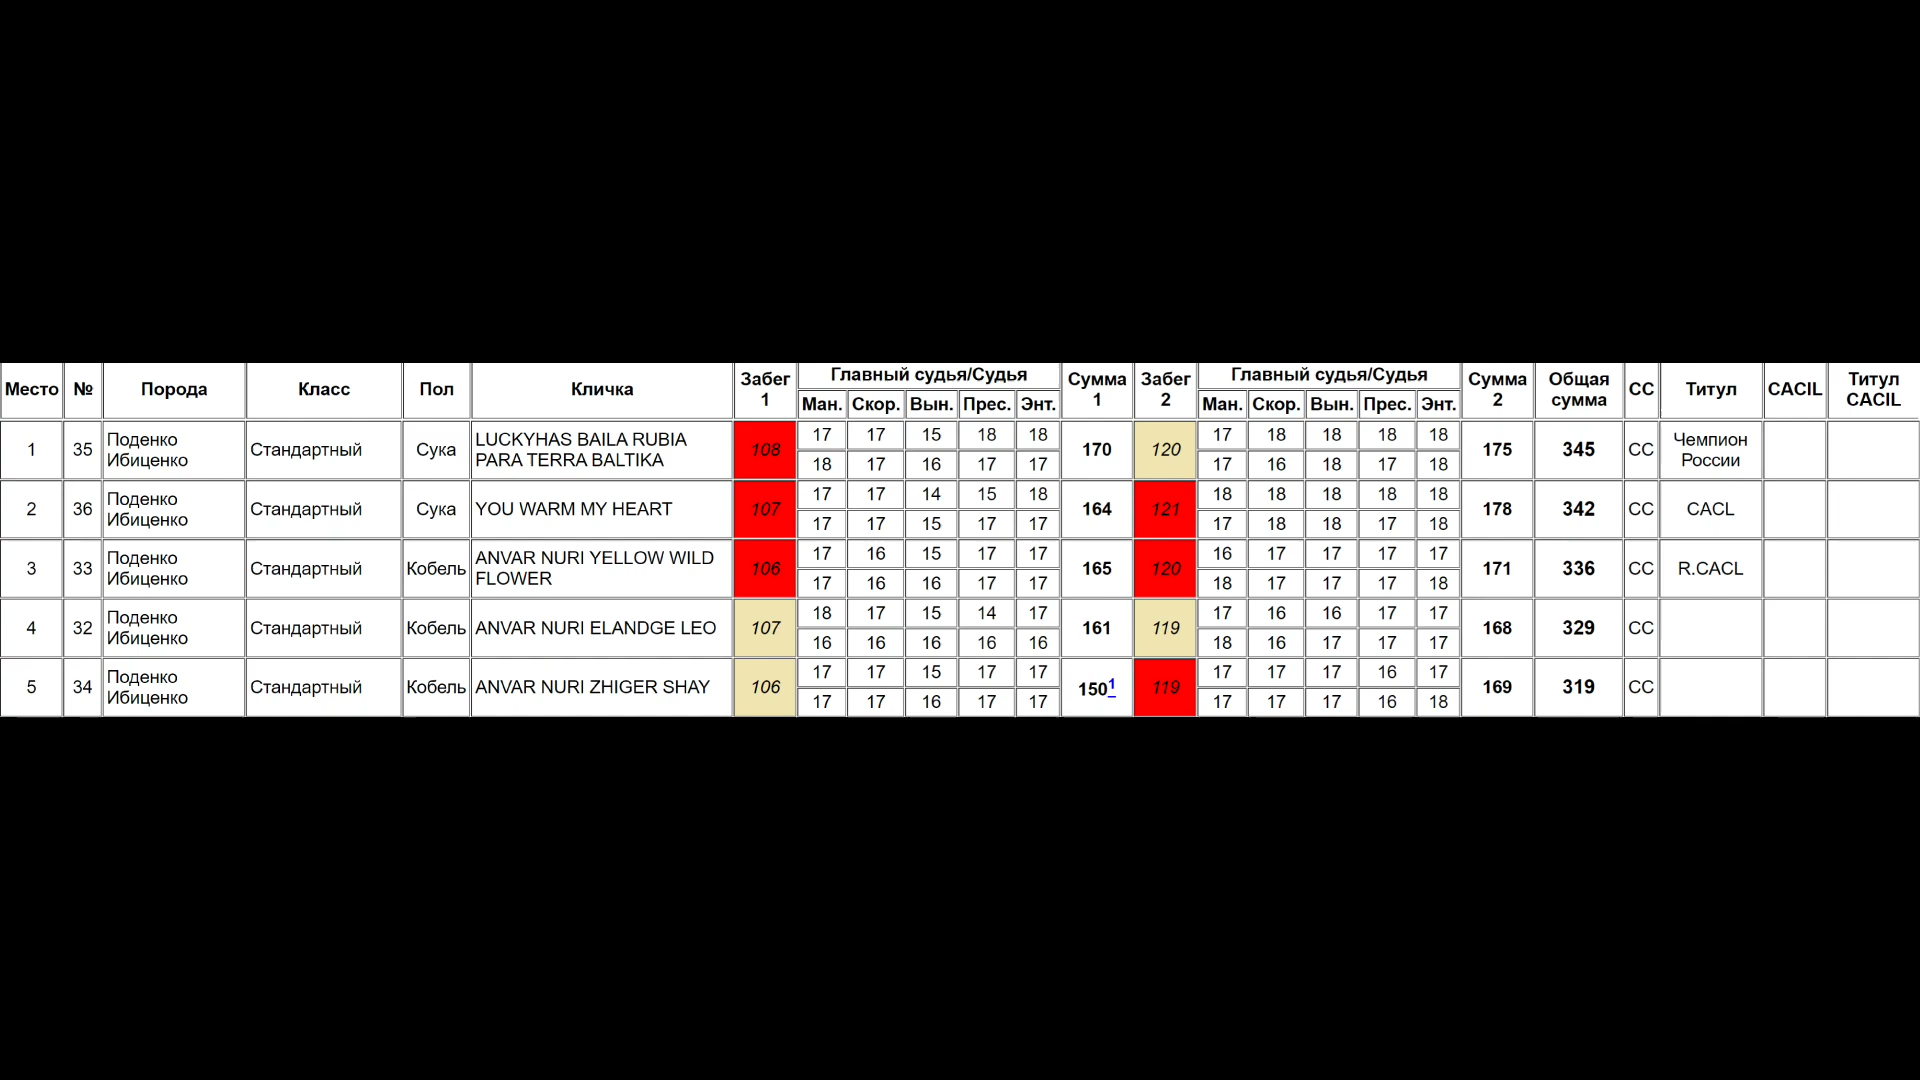 Место № Порода Класс Пол Кличка Забег 1 Главный судья/Судья Сумма 1 Забег 2 Главный судья/Судья Сумма 2 Общая сумма СС Титул CACIL Титул CACIL
Ман. Скор. Вын. Прес. Энт. Ман. Скор. Вын. Прес. Энт.
1 35 Поденко Ибиценко Стандартный Сука LUCKYHAS BAILA RUBIA PARA TERRA BALTIKA 108 17 17 15 18 18 170 120 17 18 18 18 18 175 345 CC Чемпион России
18 17 16 17 17 17 16 18 17 18
2 36 Поденко Ибиценко Стандартный Сука YOU WARM MY HEART 107 17 17 14 15 18 164 121 18 18 18 18 18 178 342 CC CACL
17 17 15 17 17 17 18 18 17 18
3 33 Поденко Ибиценко Стандартный Кобель ANVAR NURI YELLOW WILD FLOWER 106 17 16 15 17 17 165 120 16 17 17 17 17 171 336 CC R.CACL
17 16 16 17 17 18 17 17 17 18
4 32 Поденко Ибиценко Стандартный Кобель ANVAR NURI ELANDGE LEO 107 18 17 15 14 17 161 119 17 16 16 17 17 168 329 CC
16 16 16 16 16 18 16 17 17 17
5 34 Поденко Ибиценко Стандартный Кобель ANVAR NURI ZHIGER SHAY 106 17 17 15 17 17 150 1 119 17 17 17 16 17 169 319 CC
17 17 16 17 17 17 17 17 16 18